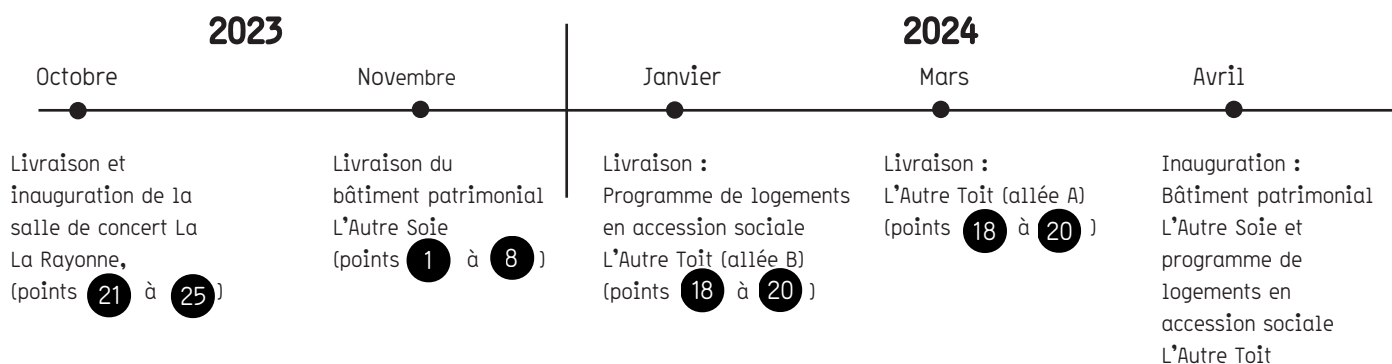 2023
2024
Octobre
Novembre
Janvier
Mars
Avril
Livraison et
inauguration de la
salle de concert La
La Rayonne,
(points 21 à 25)
Livraison du
bâtiment patrimonial
L'Autre Soie
(points 1 à 8)
Livraison :
Programme de logements
en accession sociale
L'Autre Toit (allée B)
(points 18 à 20)
Livraison :
L'Autre Toit (allée A)
(points 18 à 20)
Inauguration :
Bâtiment patrimonial
L'Autre Soie et
programme de
logements en
accession sociale
L'Autre Toit